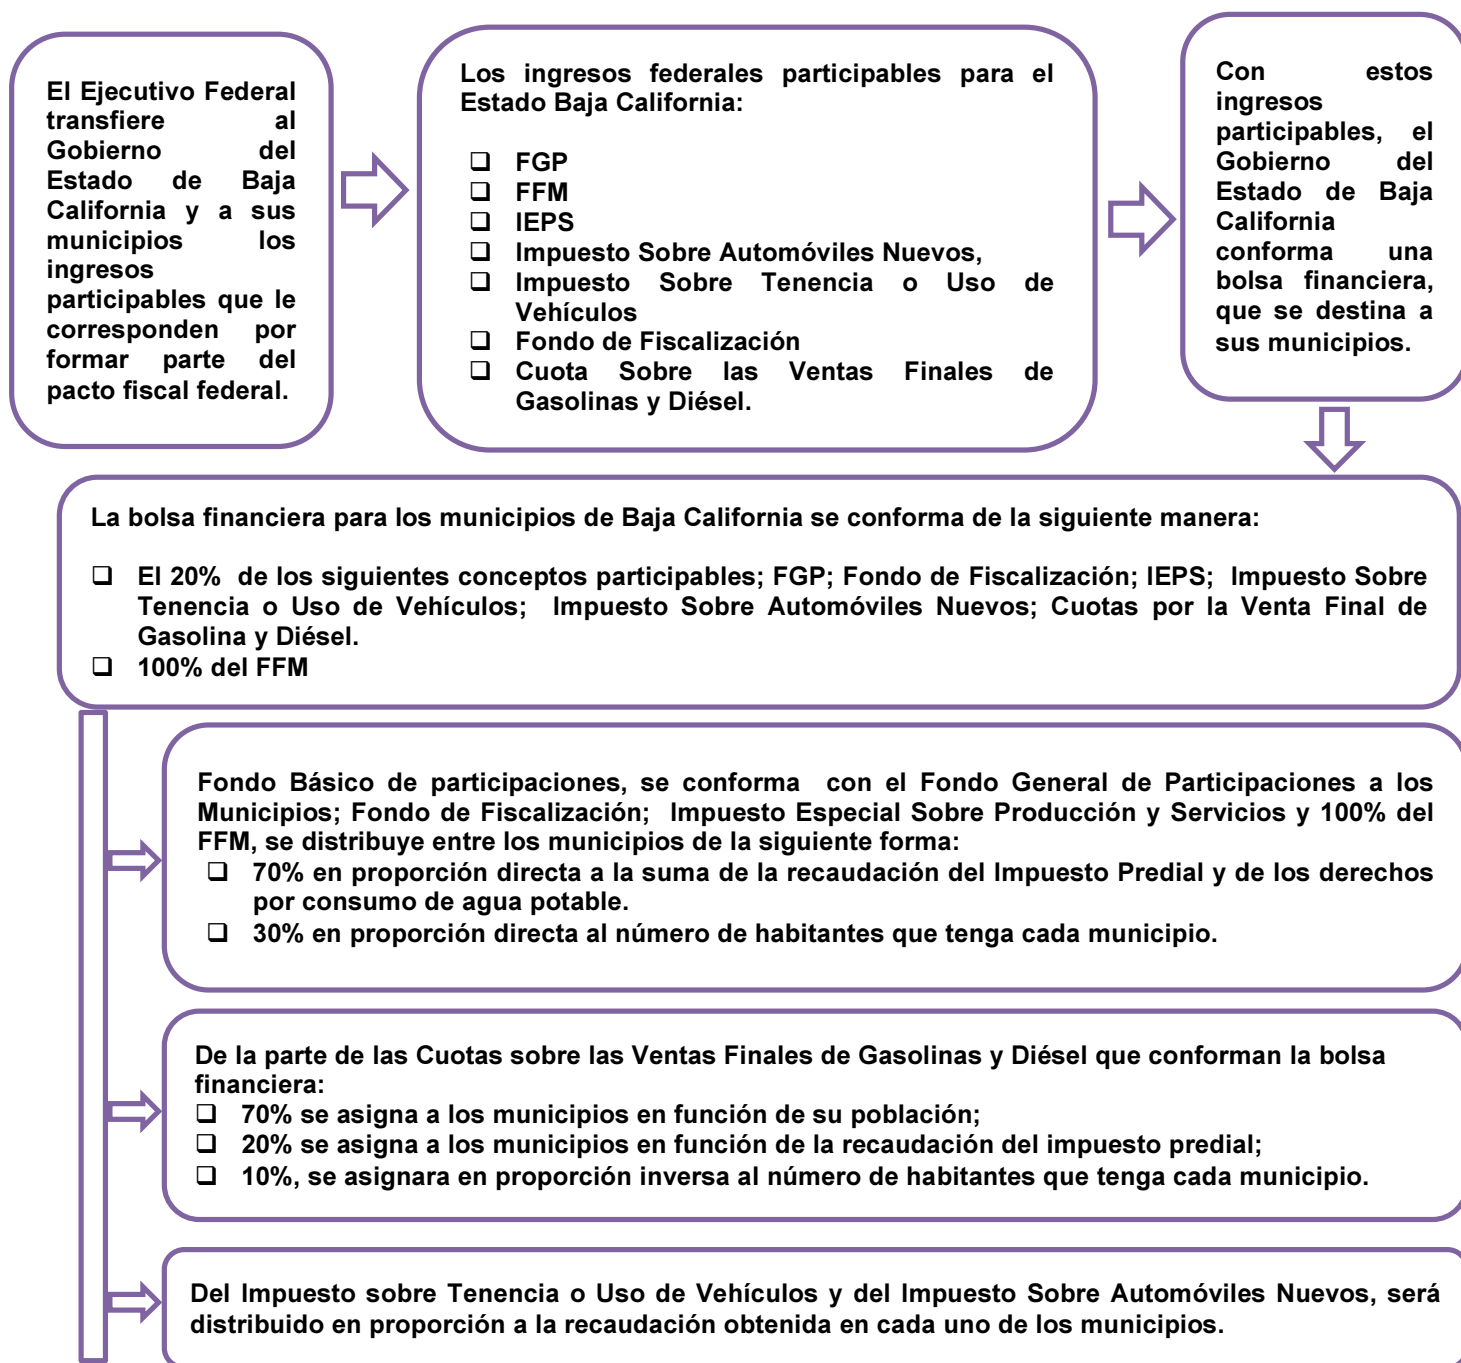 El Ejecutivo Federal
transfiere al
Gobierno del
Estado de Baja
California y a sus
municipios los
ingresos
participables que le
corresponden por
formar parte del
pacto fiscal federal.
Los ingresos federales participables para el
Estado Baja California:
❑ FGP
❑ FFM
❑ IEPS
❑ Impuesto Sobre Automóviles Nuevos,
❑ Impuesto Sobre Tenencia o Uso de
Vehículos
❑ Fondo de Fiscalización
❑ Cuota Sobre las Ventas Finales de
Gasolinas y Diésel.
Con estos
ingresos
participables, el
Gobierno del
Estado de Baja
California
conforma una
bolsa financiera,
que se destina a
sus municipios.
La bolsa financiera para los municipios de Baja California se conforma de la siguiente manera:
❑ El 20% de los siguientes conceptos participables; FGP; Fondo de Fiscalización; IEPS; Impuesto Sobre
Tenencia o Uso de Vehículos; Impuesto Sobre Automóviles Nuevos; Cuotas por la Venta Final de
Gasolina y Diésel.
❑ 100% del FFM
Fondo Básico de participaciones, se conforma con el Fondo General de Participaciones a los
Municipios; Fondo de Fiscalización; Impuesto Especial Sobre Producción y Servicios y 100% del
FFM, se distribuye entre los municipios de la siguiente forma:
❑ 70% en proporción directa a la suma de la recaudación del Impuesto Predial y de los derechos
por consumo de agua potable.
❑ 30% en proporción directa al número de habitantes que tenga cada municipio.
De la parte de las Cuotas sobre las Ventas Finales de Gasolinas y Diésel que conforman la bolsa
financiera:
❑ 70% se asigna a los municipios en función de su población;
❑ 20% se asigna a los municipios en función de la recaudación del impuesto predial;
❑ 10%, se asignara en proporción inversa al número de habitantes que tenga cada municipio.
Del Impuesto sobre Tenencia o Uso de Vehículos y del Impuesto Sobre Automóviles Nuevos, será
distribuido en proporción a la recaudación obtenida en cada uno de los municipios.